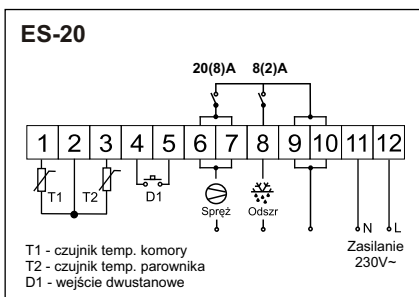 ES-20
20(8)A 8(2)A
1 2 3 4 5 6 7 8 9 10 11 12
T1 T2 D1
Spręż Odszr
N L
Zasilanie
230V~
T1 - czujnik temp. komory
T2 - czujnik temp. parownika
D1 - wejście dwustanowe